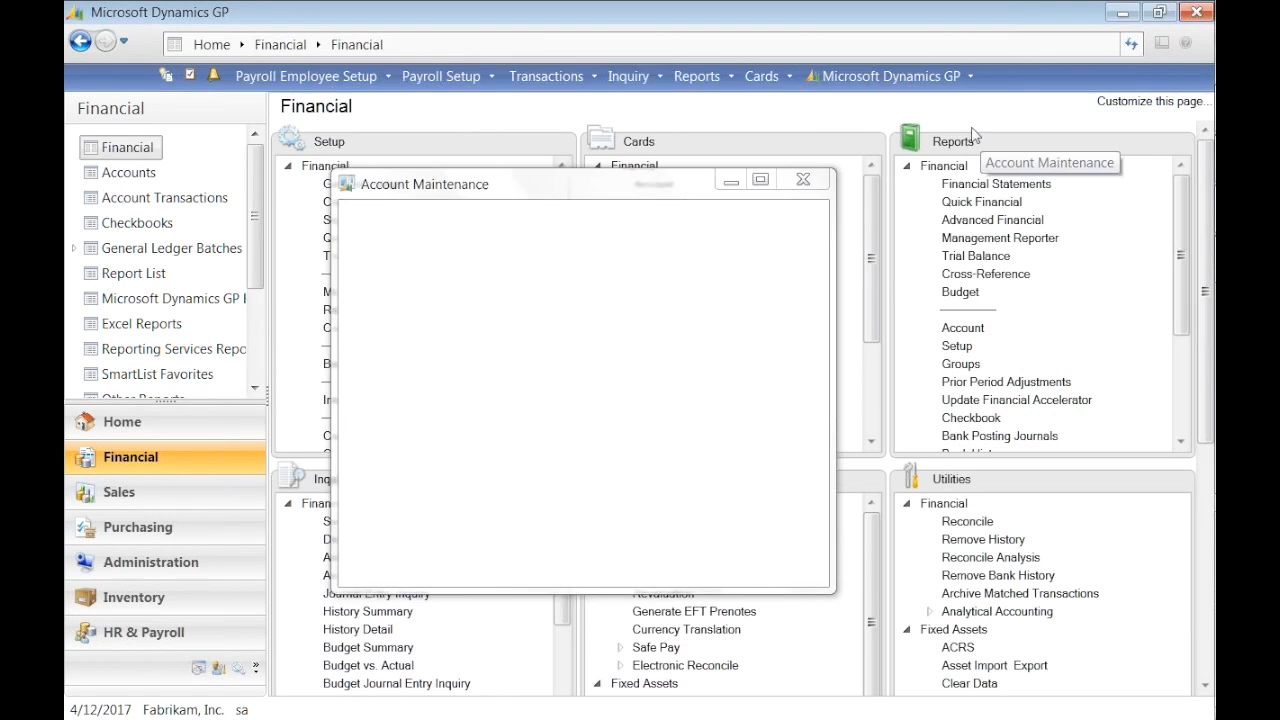 Microsoft Dynamics GP
Home Financial Financial
Payroll Employee Setup Payroll Setup Transactions Inquiry Reports Cards Microsoft Dynamics GP
Financial
Financial
Accounts
Account Transactions
Checkbooks
General Ledger Batches
Report List
Microsoft Dynamics GP
Excel Reports
Reporting Services Repo
SmartList Favorites
Other Reports
Home
Financial
Sales
Purchasing
Administration
Inventory
HR & Payroll
Financial
Customize this page...
Setup
Financial
Cards
Financial
Account Maintenance
Reports
Account Maintenance
Financial
Financial Statements
Quick Financial
Advanced Financial
Management Reporter
Trial Balance
Cross-Reference
Budget
Account
Setup
Groups
Prior Period Adjustments
Update Financial Accelerator
Checkbook
Bank Posting Journals
Journal Entry Inquiry
History Summary
History Detail
Budget Summary
Budget vs. Actual
Budget Journal Entry Inquiry
Revaluation
Generate EFT Prenotes
Currency Translation
Safe Pay
Electronic Reconcile
Fixed Assets
Utilities
Financial
Reconcile
Remove History
Reconcile Analysis
Remove Bank History
Archive Matched Transactions
Analytical Accounting
Fixed Assets
ACRS
Asset Import Export
Clear Data
4/12/2017 Fabrikam, Inc. sa